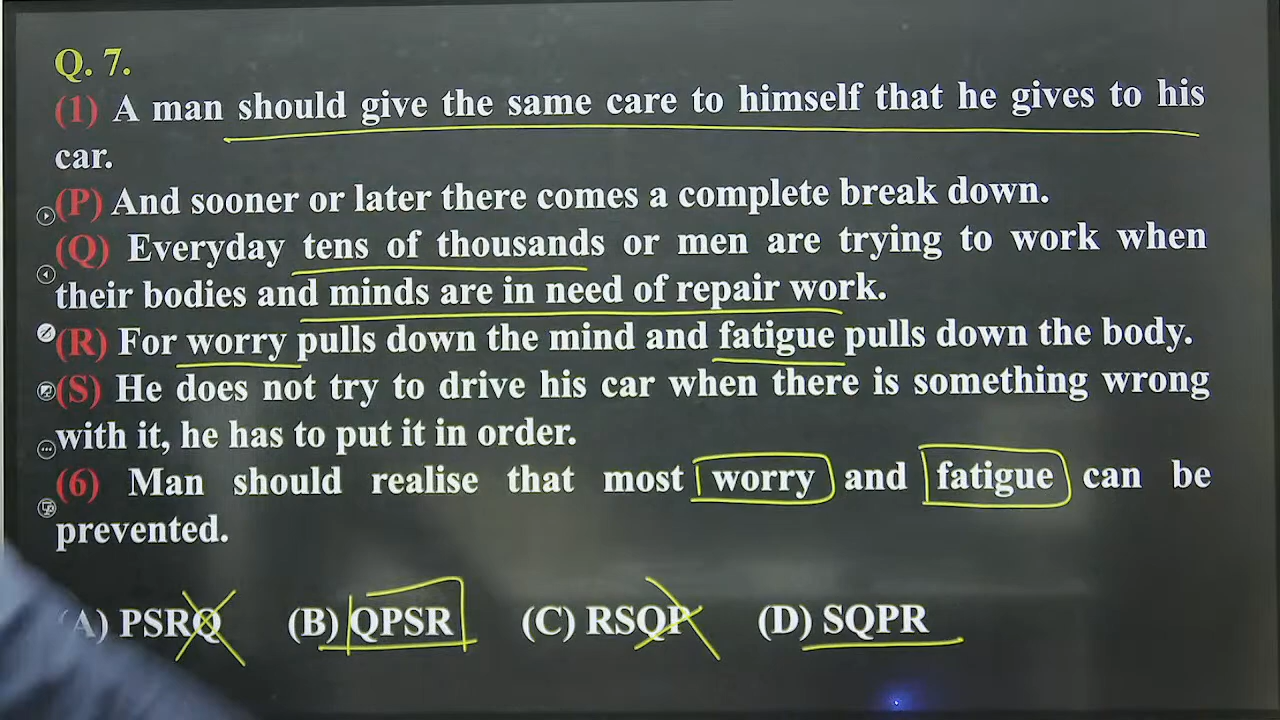 Q. 7.
(1) A man should give the same care to himself that he gives to his
car.
(P) And sooner or later there comes a complete break down.
(Q) Everyday tens of thousands or men are trying to work when
their bodies and minds are in need of repair work.
(R) For worry pulls down the mind and fatigue pulls down the body.
(S) He does not try to drive his car when there is something wrong
with it, he has to put it in order.
(6) Man should realise that most worry and fatigue can be
prevented.
(A) PSRQ (B) QPSR (C) RSQP (D) SQPR